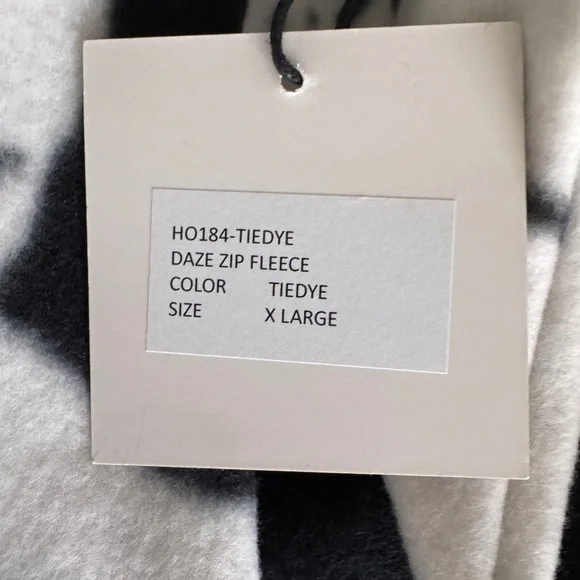 HO184-TIEDYE
DAZE ZIP FLEECE
COLOR TIEDYE
SIZE X LARGE